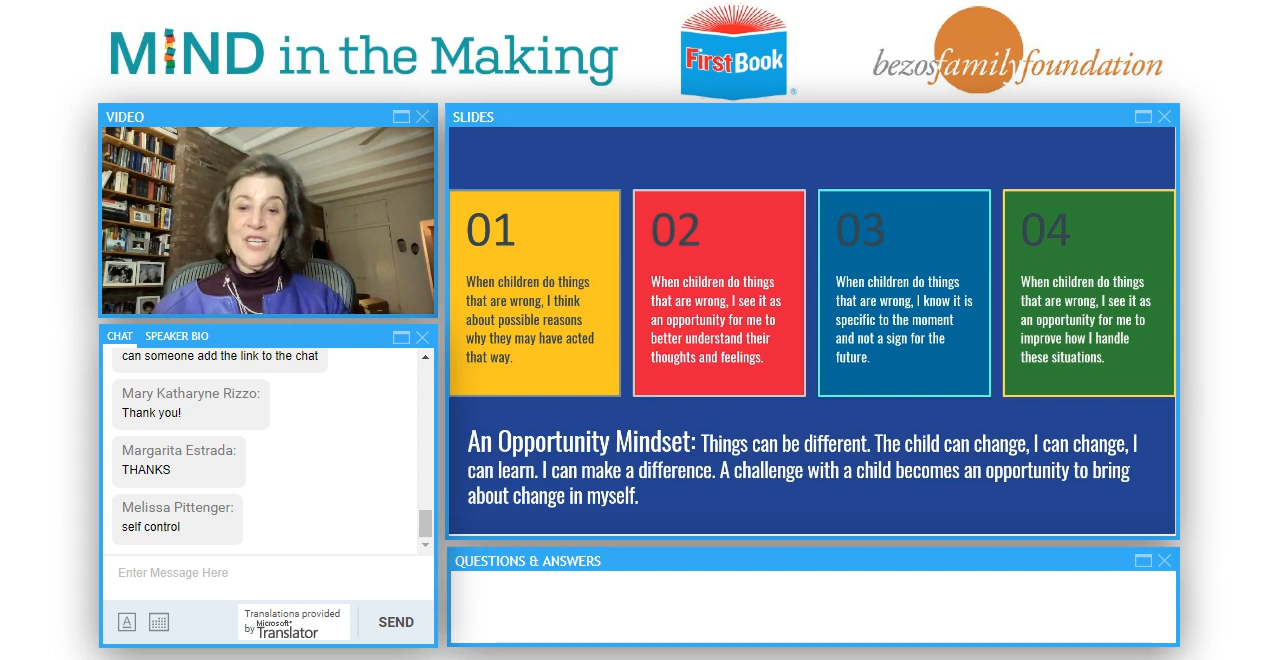 MIND in the Making
First Book
®
bezosfamilyfoundation
VIDEO
SLIDES
01
When children do things
that are wrong, I think
about possible reasons
why they may have acted
that way.
02
When children do things
that are wrong, I see it as
an opportunity for me to
better understand their
thoughts and feelings.
03
When children do things
that are wrong, I know it is
specific to the moment
and not a sign for the
future.
04
When children do things
that are wrong, I see it as
an opportunity for me to
improve how I handle
these situations.
An Opportunity Mindset: Things can be different. The child can change, I can change, I
can learn. I can make a difference. A challenge with a child becomes an opportunity to bring
about change in myself.
CHAT SPEAKER BIO
can someone add the link to the chat
Mary Katharyne Rizzo:
Thank you!
Margarita Estrada:
THANKS
Melissa Pittenger:
self control
Enter Message Here
A
Translations provided
by Microsoft®
Translator
SEND
QUESTIONS & ANSWERS